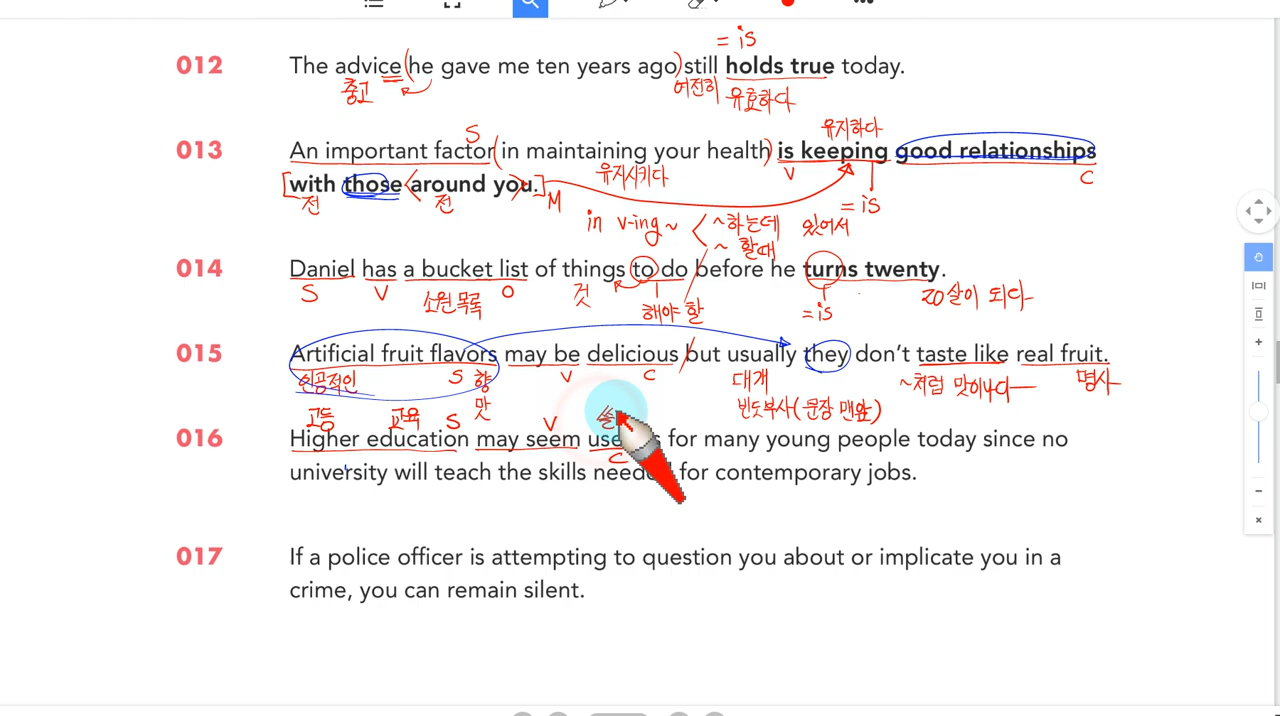 = is
012 The advice (he gave me ten years ago) still holds true today.
충고 여전히 유효하다
S 유지하다
013 An important factor (in maintaining your health) is keeping good relationships
유지시키다 V C
[with those <around you.>] M
전 전 = is
in v-ing~ < ~하는데 있어서
~ 할때
014 Daniel has a bucket list of things to do before he turns twenty.
S V 소원목록 O 것 해야 할 = is 20살이 되다
015 Artificial fruit flavors may be delicious / but usually they don't taste like real fruit.
인공적인 S 향 V C 대개 ~처럼 맛이나다 명사
맛 빈도부사(문장 맨앞)
고등 교육 S V
016 Higher education may seem for many young people today since no
C
university will teach the skills for contemporary jobs.
017 If a police officer is attempting to question you about or implicate you in a
crime, you can remain silent.